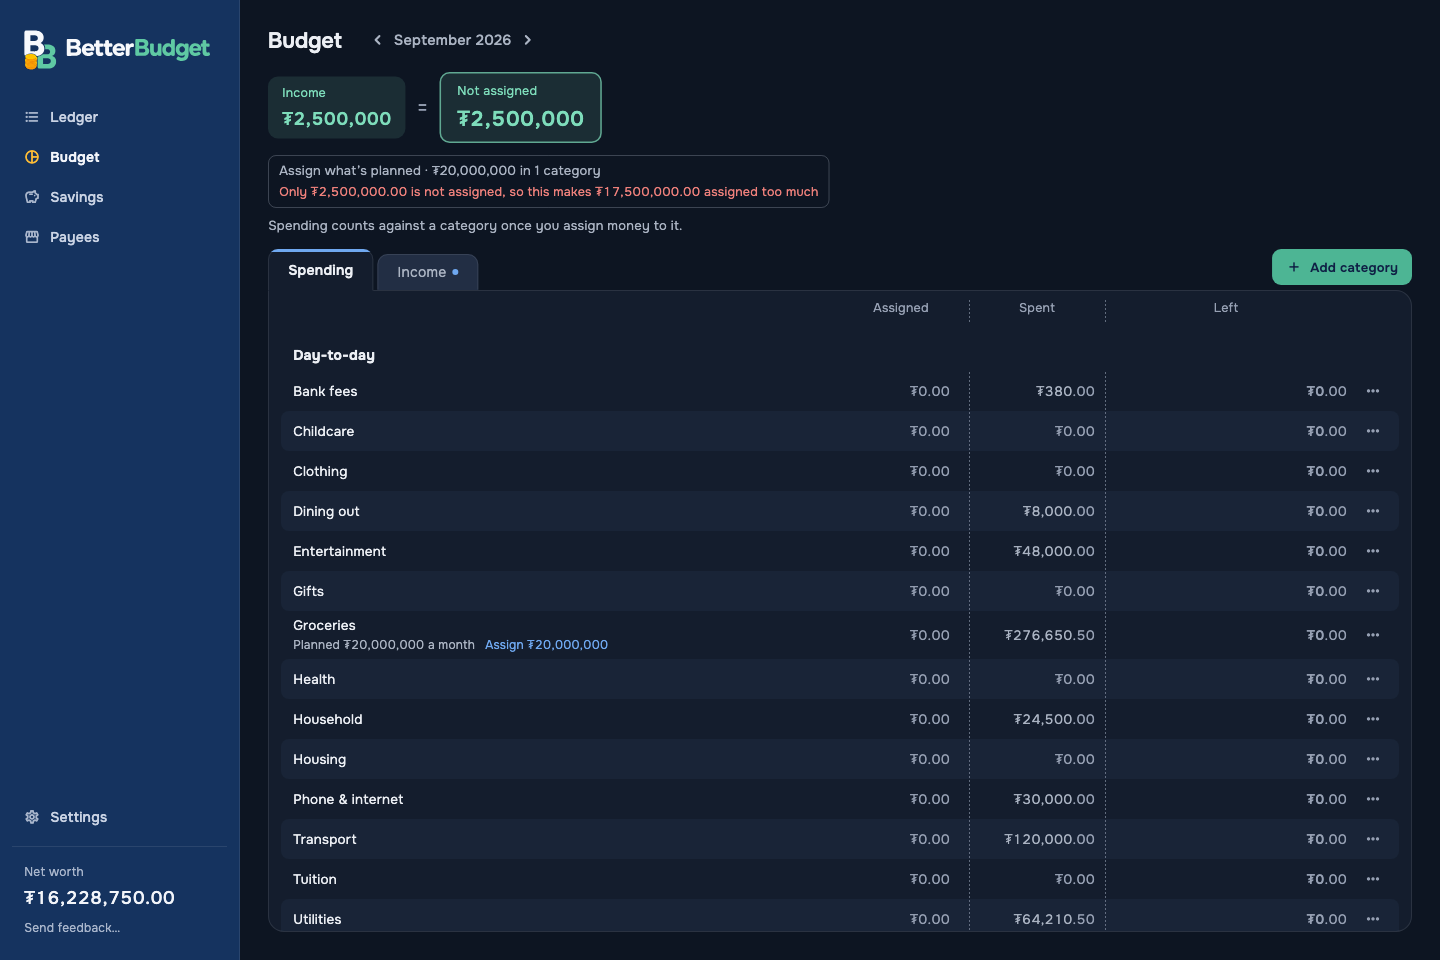 BetterBudget
Ledger
Budget
Savings
Payees
Settings
Net worth
₮16,228,750.00
Send feedback...
Budget
September 2026
Income
₮2,500,000
=
Not assigned
₮2,500,000
Assign what's planned · ₮20,000,000 in 1 category
Only ₮2,500,000.00 is not assigned, so this makes ₮17,500,000.00 assigned too much
Spending counts against a category once you assign money to it.
Spending
Income
+ Add category
Assigned Spent Left
Day-to-day
Bank fees ₮0.00 ₮380.00 ₮0.00
Childcare ₮0.00 ₮0.00 ₮0.00
Clothing ₮0.00 ₮0.00 ₮0.00
Dining out ₮0.00 ₮8,000.00 ₮0.00
Entertainment ₮0.00 ₮48,000.00 ₮0.00
Gifts ₮0.00 ₮0.00 ₮0.00
Groceries ₮0.00 ₮276,650.50 ₮0.00
Planned ₮20,000,000 a month Assign ₮20,000,000
Health ₮0.00 ₮0.00 ₮0.00
Household ₮0.00 ₮24,500.00 ₮0.00
Housing ₮0.00 ₮0.00 ₮0.00
Phone & internet ₮0.00 ₮30,000.00 ₮0.00
Transport ₮0.00 ₮120,000.00 ₮0.00
Tuition ₮0.00 ₮0.00 ₮0.00
Utilities ₮0.00 ₮64,210.50 ₮0.00